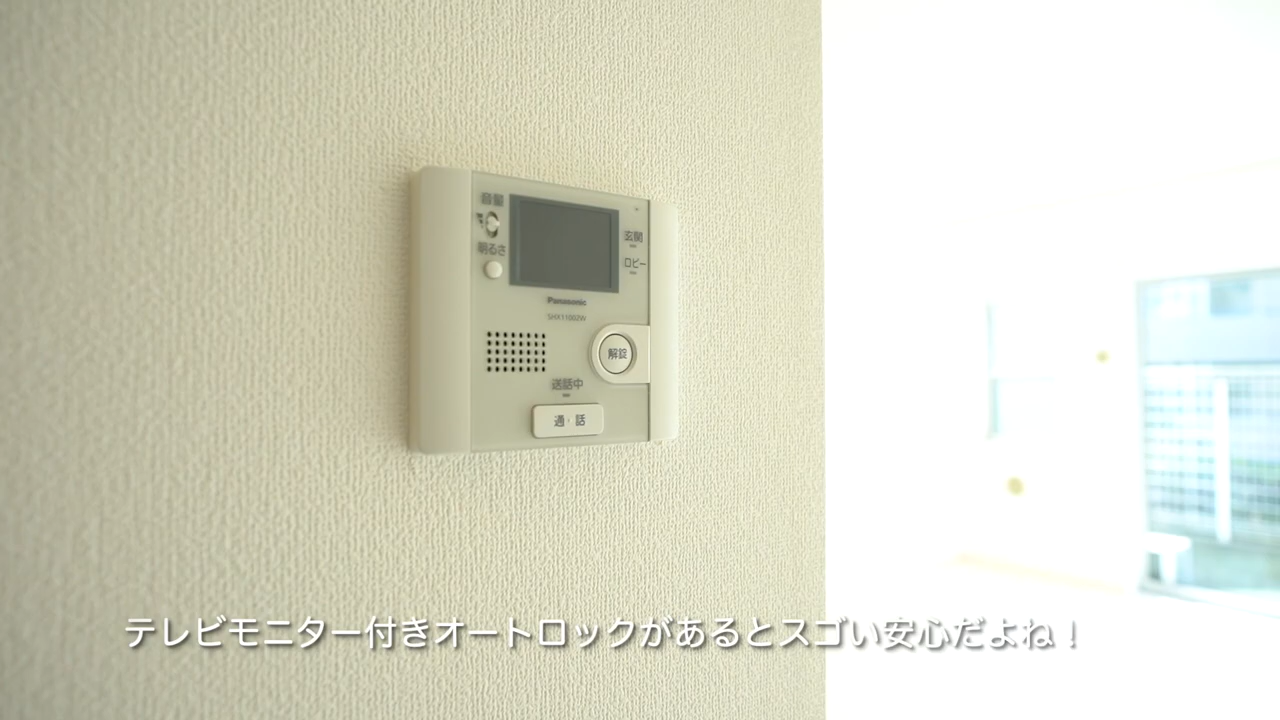 音量
明るさ
玄関
ロビー
Panasonic
SHX11002W
解錠
送話中
通話
テレビモニター付きオートロックがあるとスゴい安心だよね！